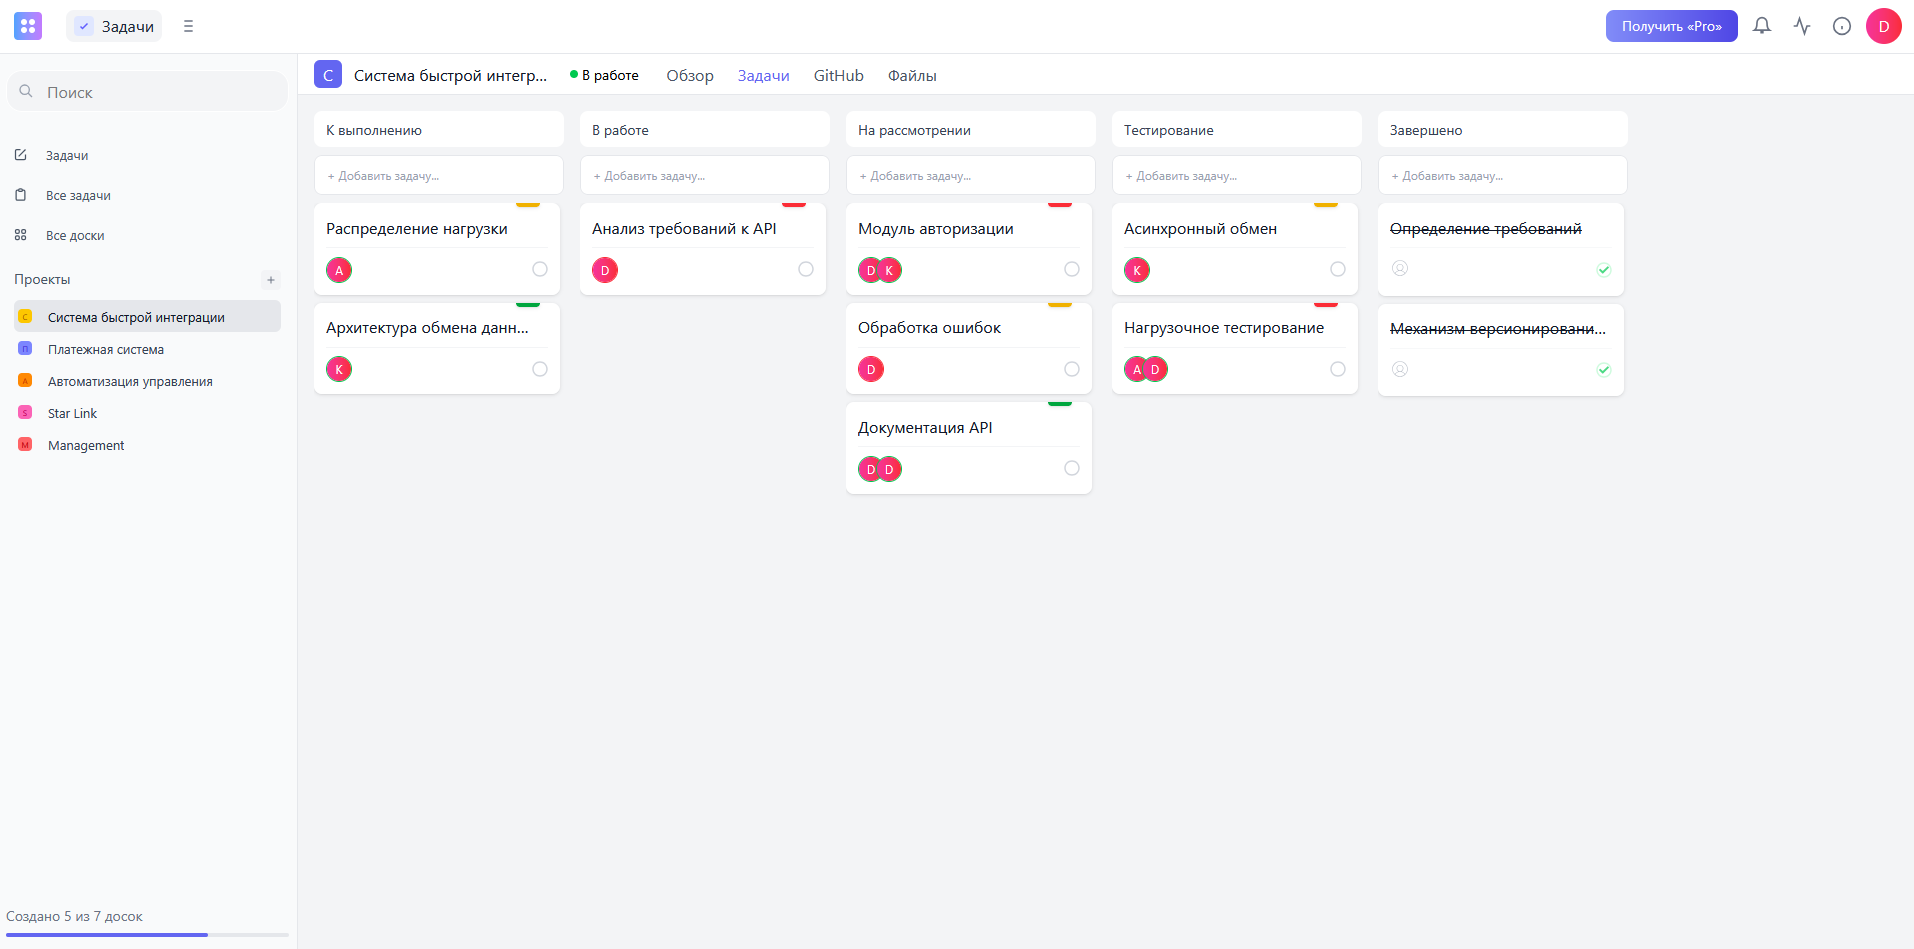 Задачи
Получить «Pro»
D
Поиск
Задачи
Все задачи
Все доски
Проекты
+
С Система быстрой интеграции
П Платежная система
А Автоматизация управления
S Star Link
M Management
Создано 5 из 7 досок
С Система быстрой интегр... В работе Обзор Задачи GitHub Файлы
К выполнению
+ Добавить задачу...
Распределение нагрузки
A
Архитектура обмена данн...
K
В работе
+ Добавить задачу...
Анализ требований к API
D
На рассмотрении
+ Добавить задачу...
Модуль авторизации
D K
Обработка ошибок
D
Документация API
D D
Тестирование
+ Добавить задачу...
Асинхронный обмен
K
Нагрузочное тестирование
A D
Завершено
+ Добавить задачу...
Определение требований
Механизм версионировани...